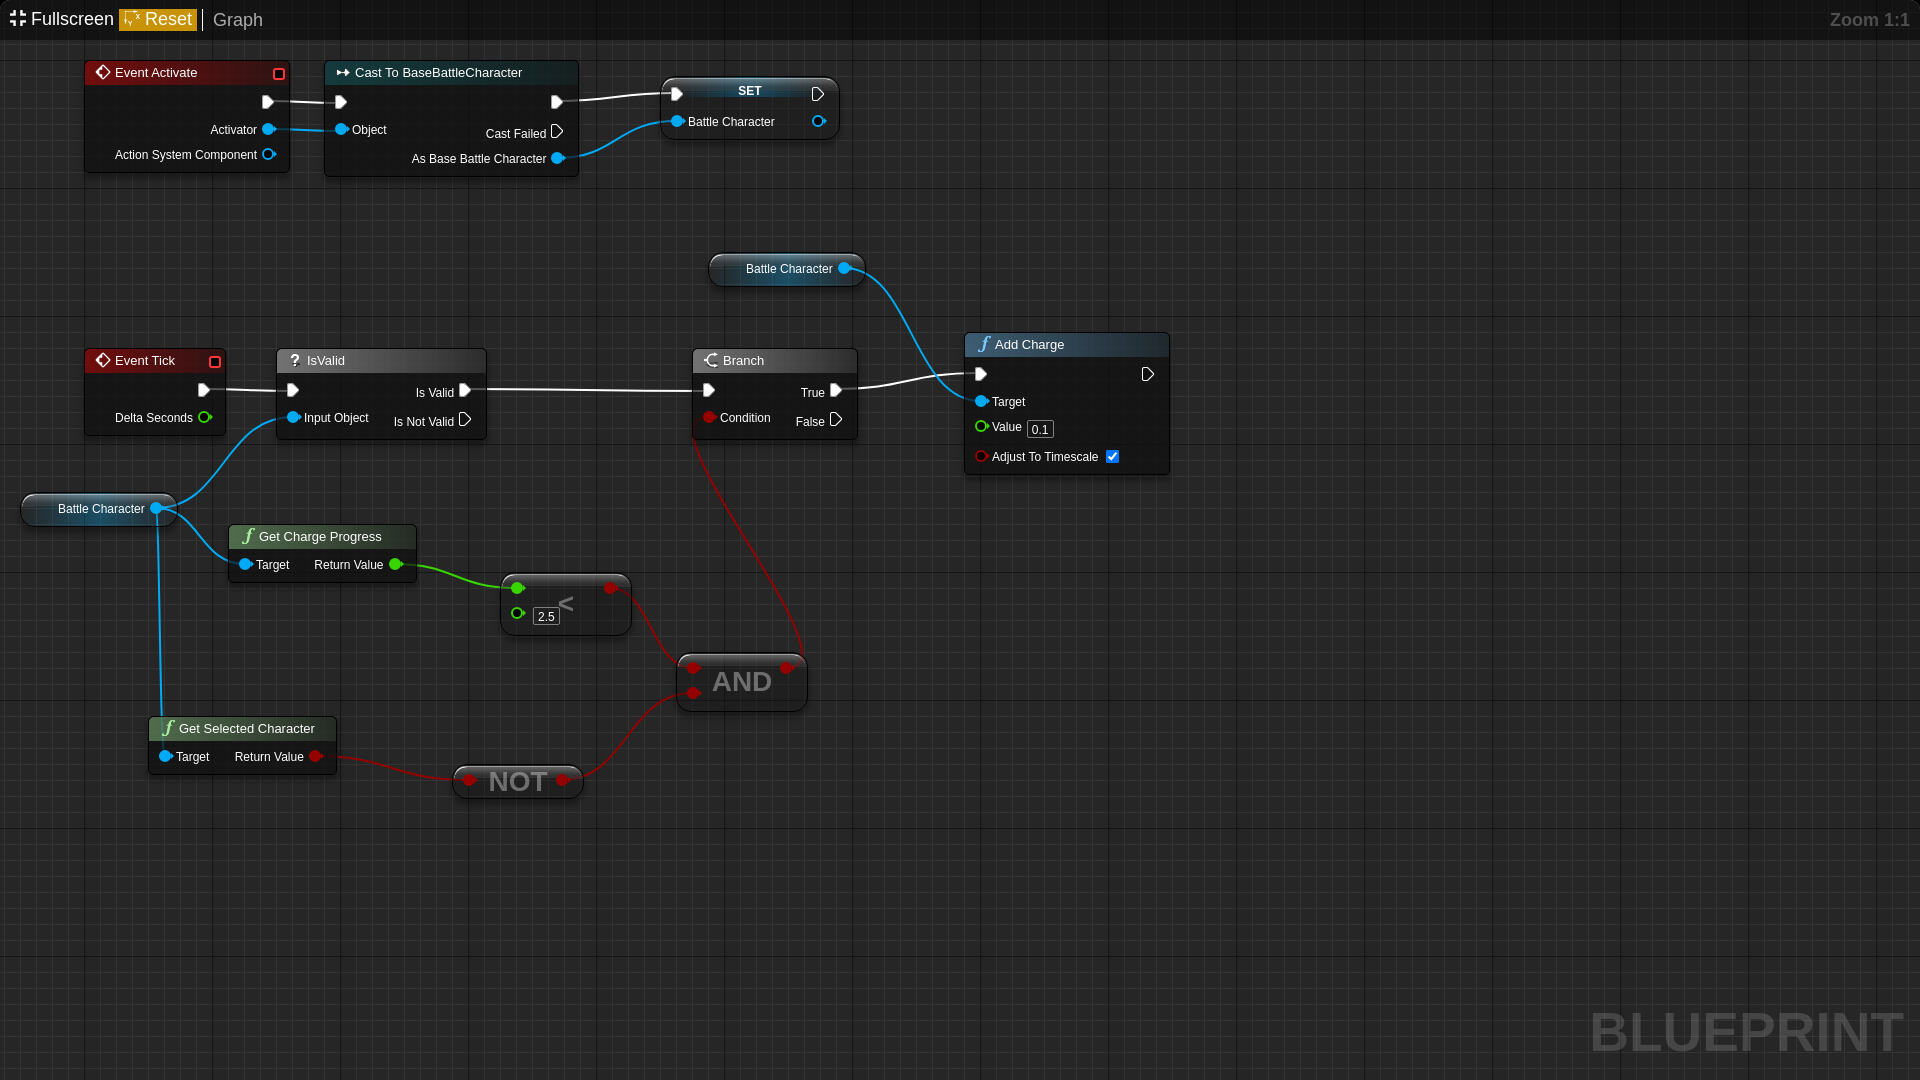 Fullscreen Reset Graph Zoom 1:1
Event Activate
Activator
Action System Component
Cast To BaseBattleCharacter
Object
Cast Failed
As Base Battle Character
SET
Battle Character
Battle Character
Event Tick
Delta Seconds
? IsValid
Is Valid
Input Object
Is Not Valid
Branch
True
Condition
False
f Add Charge
Target
Value 0.1
Adjust To Timescale
Battle Character
f Get Charge Progress
Target Return Value
<
2.5
AND
f Get Selected Character
Target Return Value
NOT
BLUEPRINT